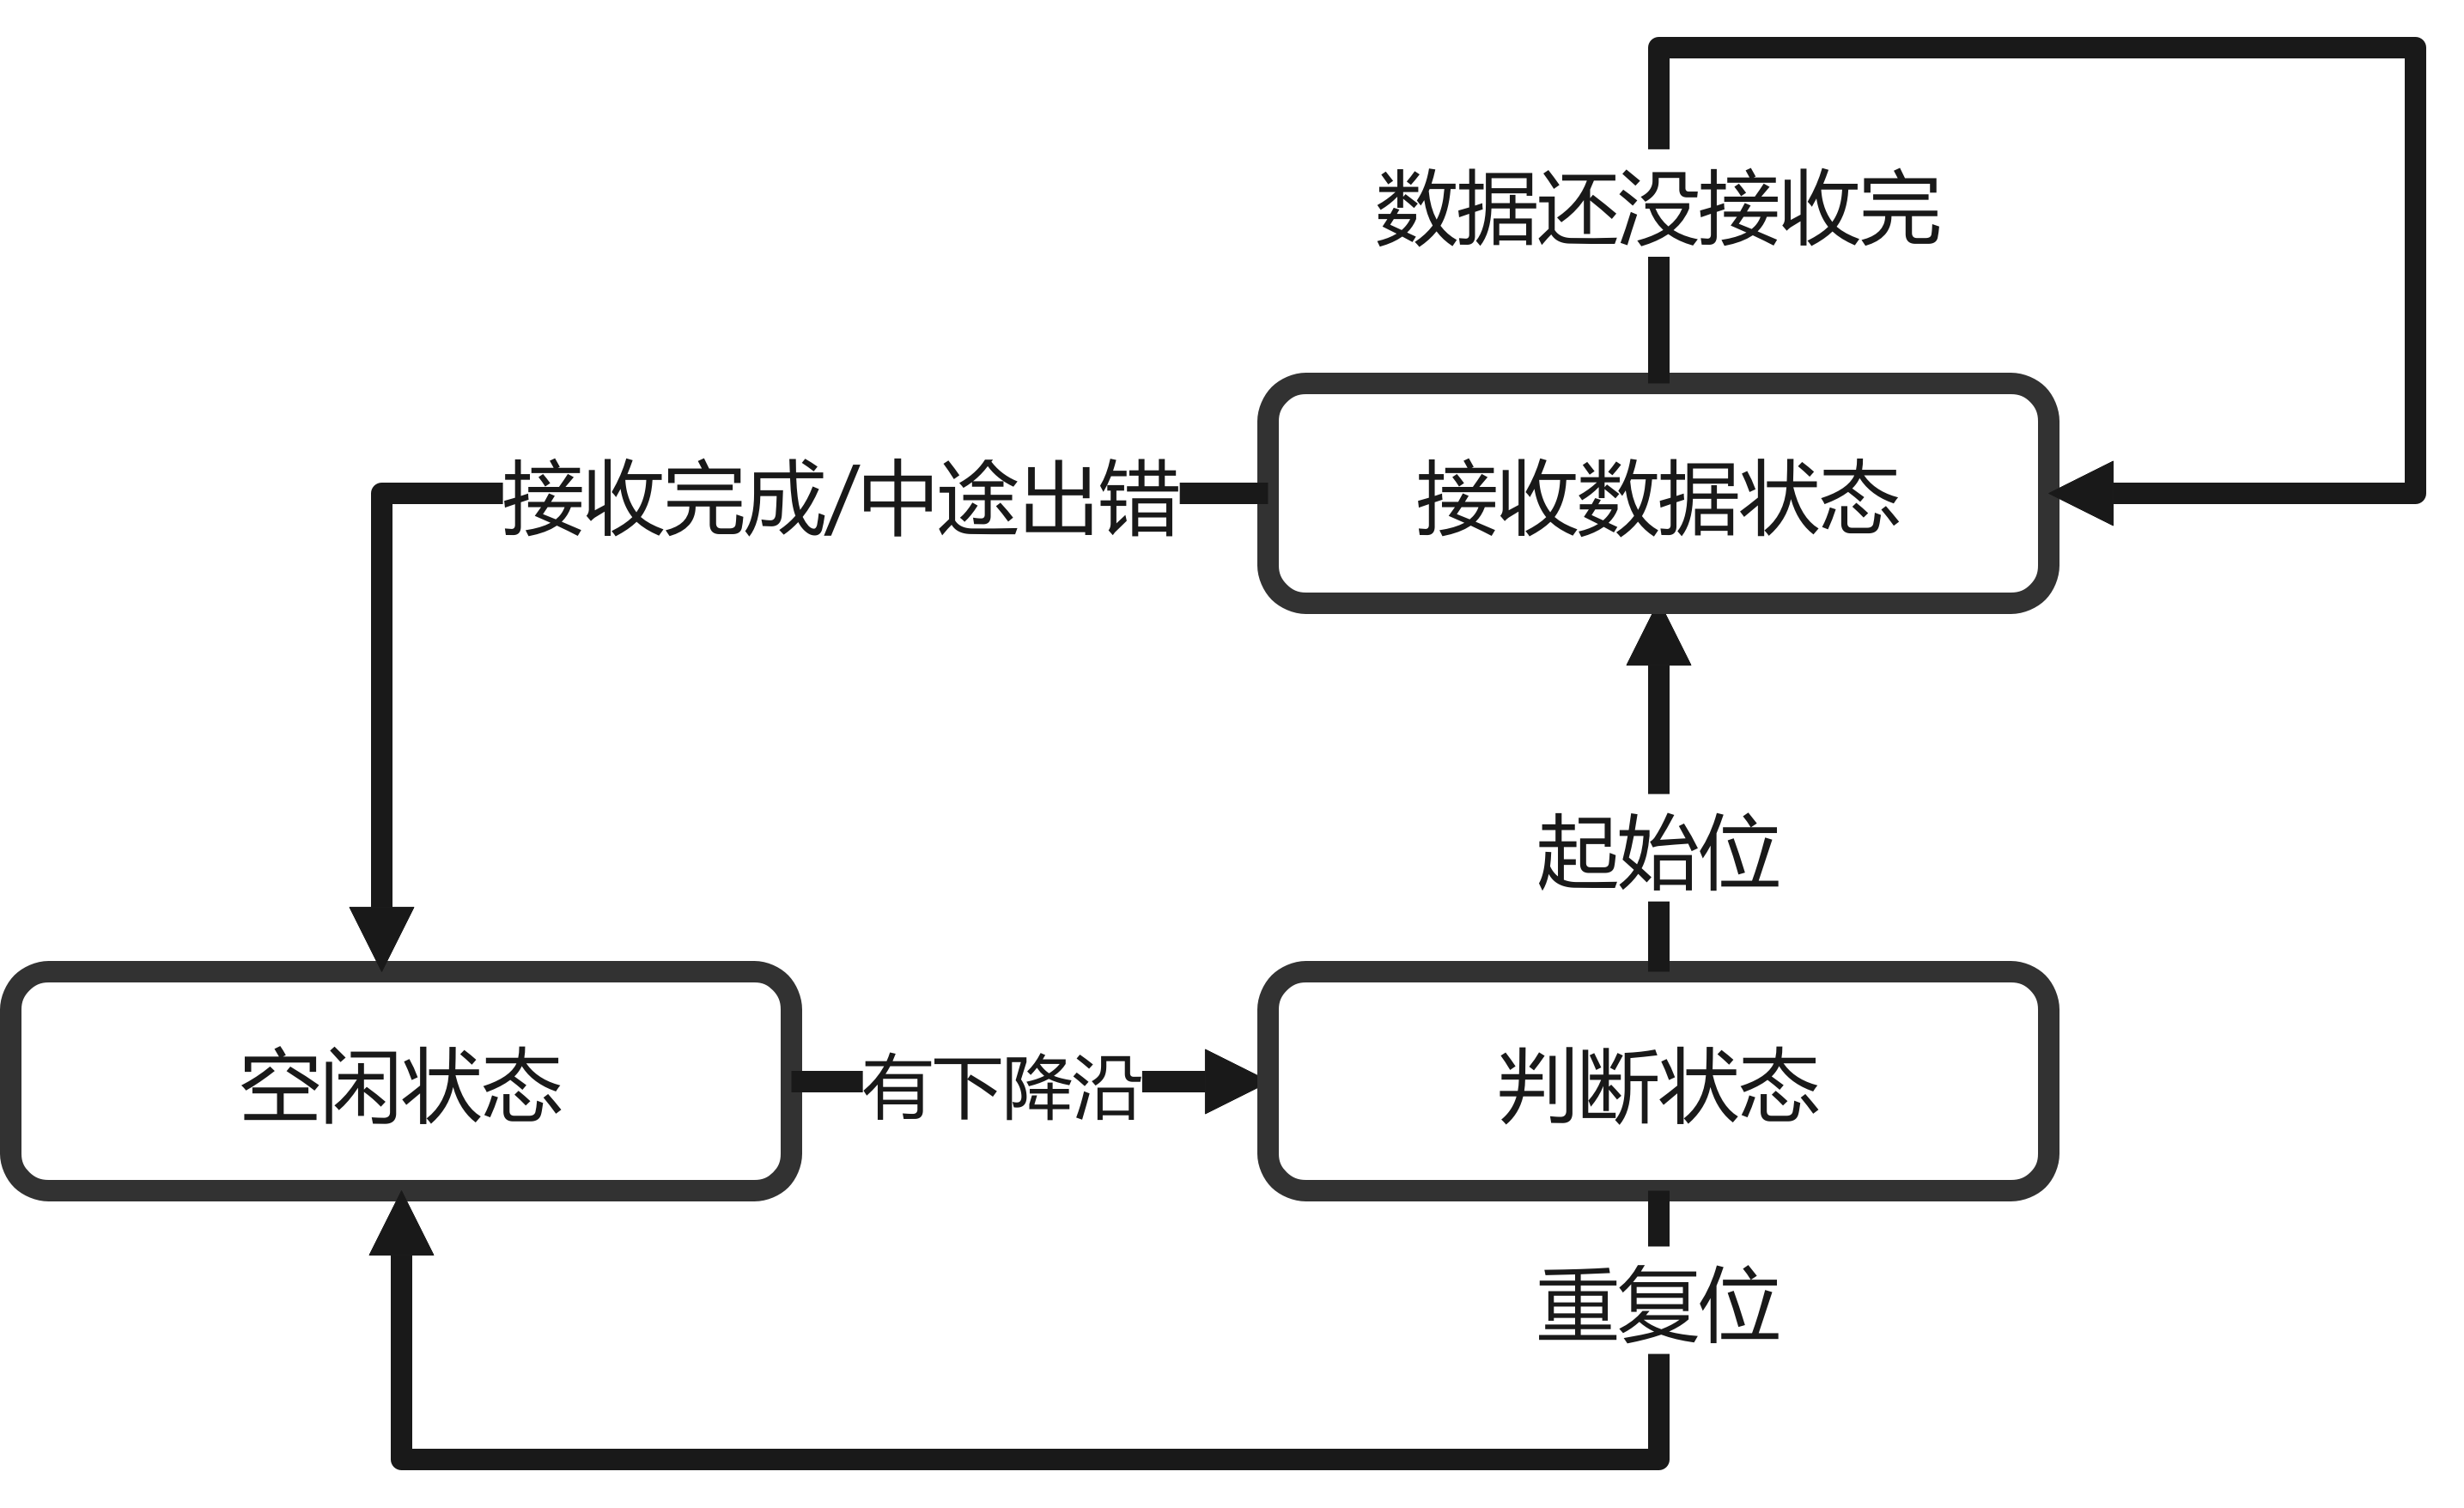 数据还没接收完
接收完成/中途出错
接收数据状态
起始位
空闲状态
有下降沿
判断状态
重复位